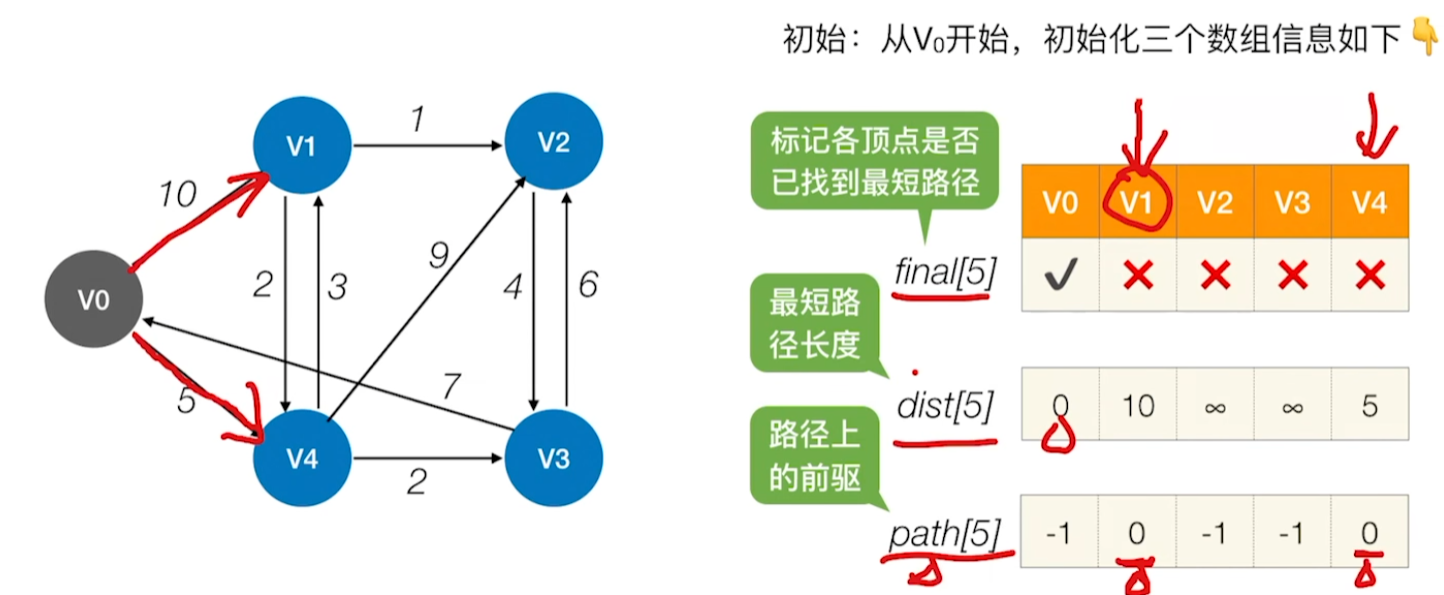 初始：从V₀开始，初始化三个数组信息如下👇
V1
1
V2
10
2
3
9
4
6
V0
5
7
V4
2
V3
标记各顶点是否
已找到最短路径
V0 V1 V2 V3 V4
final[5] ✓ ✕ ✕ ✕ ✕
最短路
径长度
dist[5] 0 10 ∞ ∞ 5
路径上
的前驱
path[5] -1 0 -1 -1 0